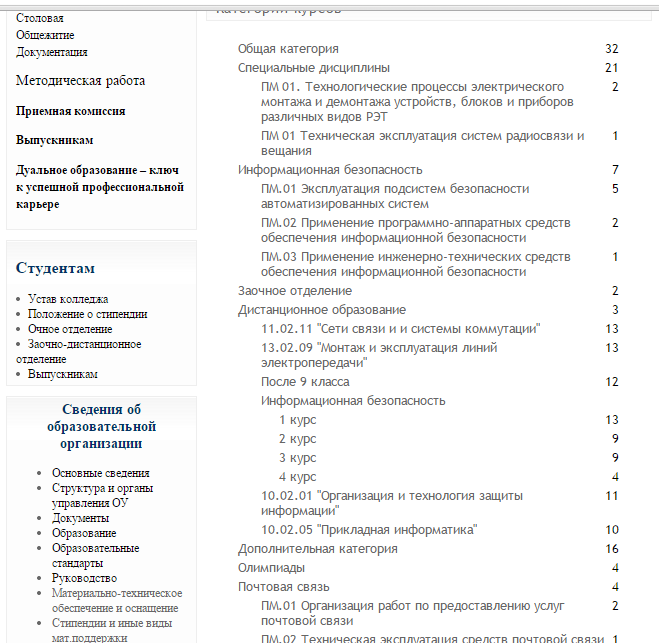 Столовая
Общежитие
Документация
Методическая работа
Приемная комиссия
Выпускникам
Дуальное образование – ключ
к успешной профессиональной
карьере
Студентам
Устав колледжа
Положение о стипендии
Очное отделение
Заочно-дистанционное
отделение
Выпускникам
Сведения об
образовательной
организации
Основные сведения
Структура и органы
управления ОУ
Документы
Образование
Образовательные
стандарты
Руководство
Материально-техническое
обеспечение и оснащение
Стипендии и иные виды
мат.поддержки
Категории курсов
Общая категория 32
Специальные дисциплины 21
ПМ 01. Технологические процессы электрического 2
монтажа и демонтажа устройств, блоков и приборов
различных видов РЭТ
ПМ 01 Техническая эксплуатация систем радиосвязи и 1
вещания
Информационная безопасность 7
ПМ.01 Эксплуатация подсистем безопасности 5
автоматизированных систем
ПМ.02 Применение программно-аппаратных средств 2
обеспечения информационной безопасности
ПМ.03 Применение инженерно-технических средств 1
обеспечения информационной безопасности
Заочное отделение 2
Дистанционное образование 3
11.02.11 "Сети связи и и системы коммутации" 13
13.02.09 "Монтаж и эксплуатация линий 13
электропередачи"
После 9 класса 12
Информационная безопасность
1 курс 13
2 курс 9
3 курс 9
4 курс 4
10.02.01 "Организация и технология защиты 11
информации"
10.02.05 "Прикладная информатика" 10
Дополнительная категория 16
Олимпиады 4
Почтовая связь 4
ПМ.01 Организация работ по предоставлению услуг 2
почтовой связи
ПМ.02 Техническая эксплуатация средств почтовой связи 1